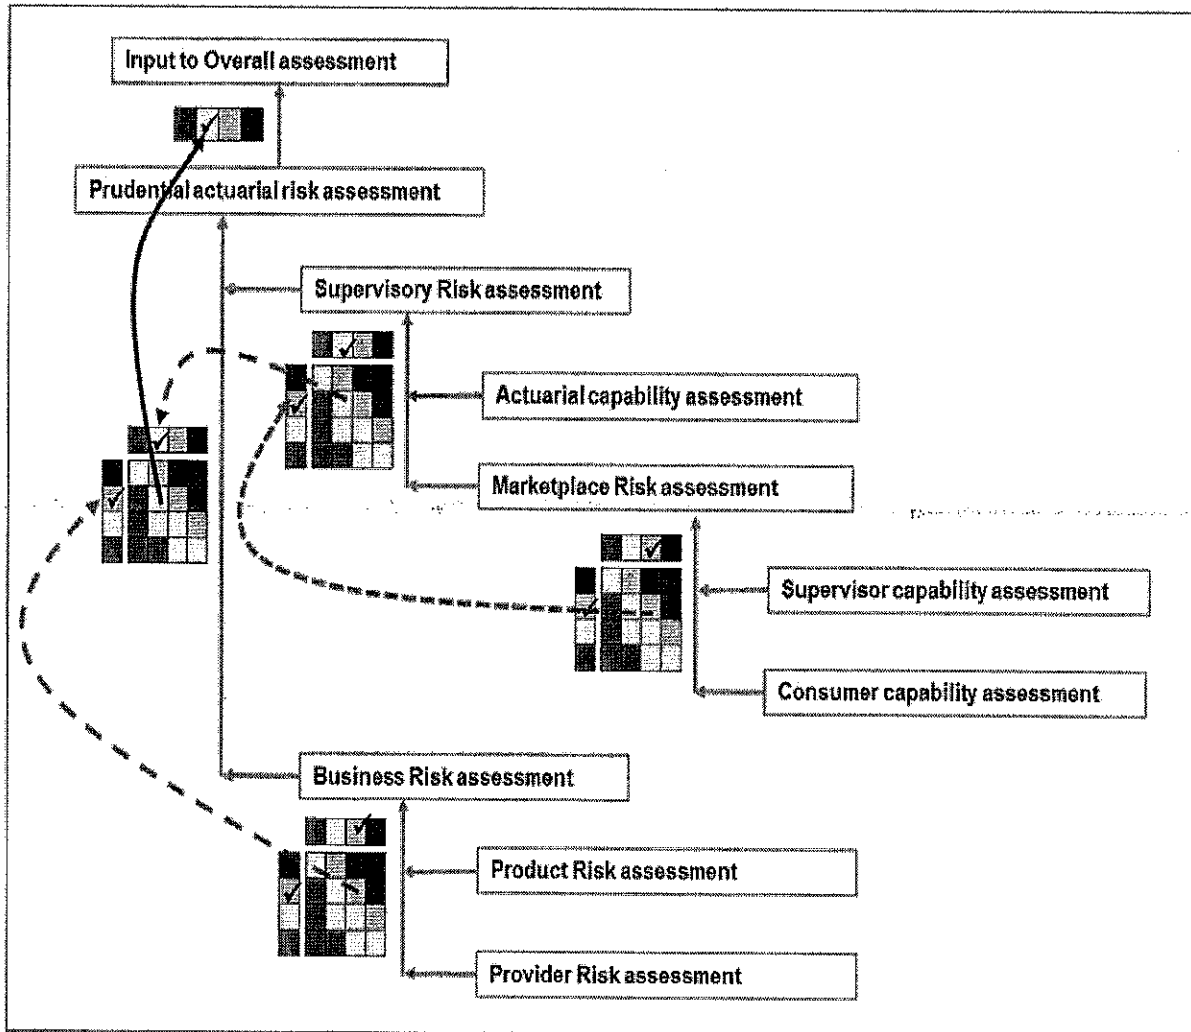 Input to Overall assessment
Prudential actuarial risk assessment
Supervisory Risk assessment
Actuarial capability assessment
Marketplace Risk assessment
Supervisor capability assessment
Consumer capability assessment
Business Risk assessment
Product Risk assessment
Provider Risk assessment